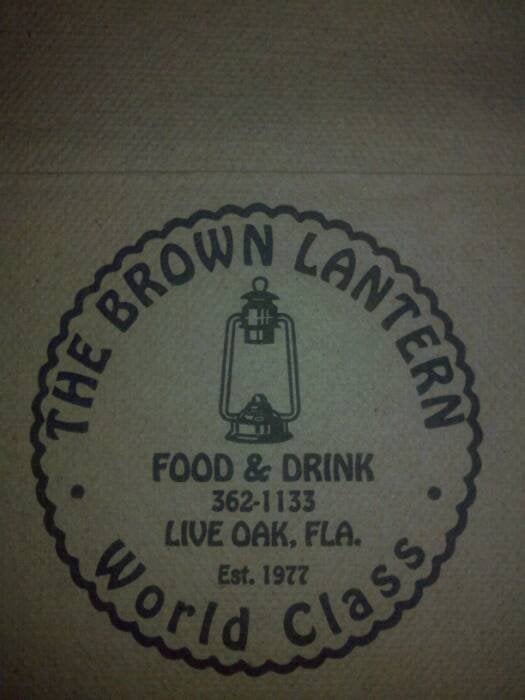 THE BROWN LANTERN
FOOD & DRINK
362-1133
LIVE OAK, FLA.
Est. 1977
World Class